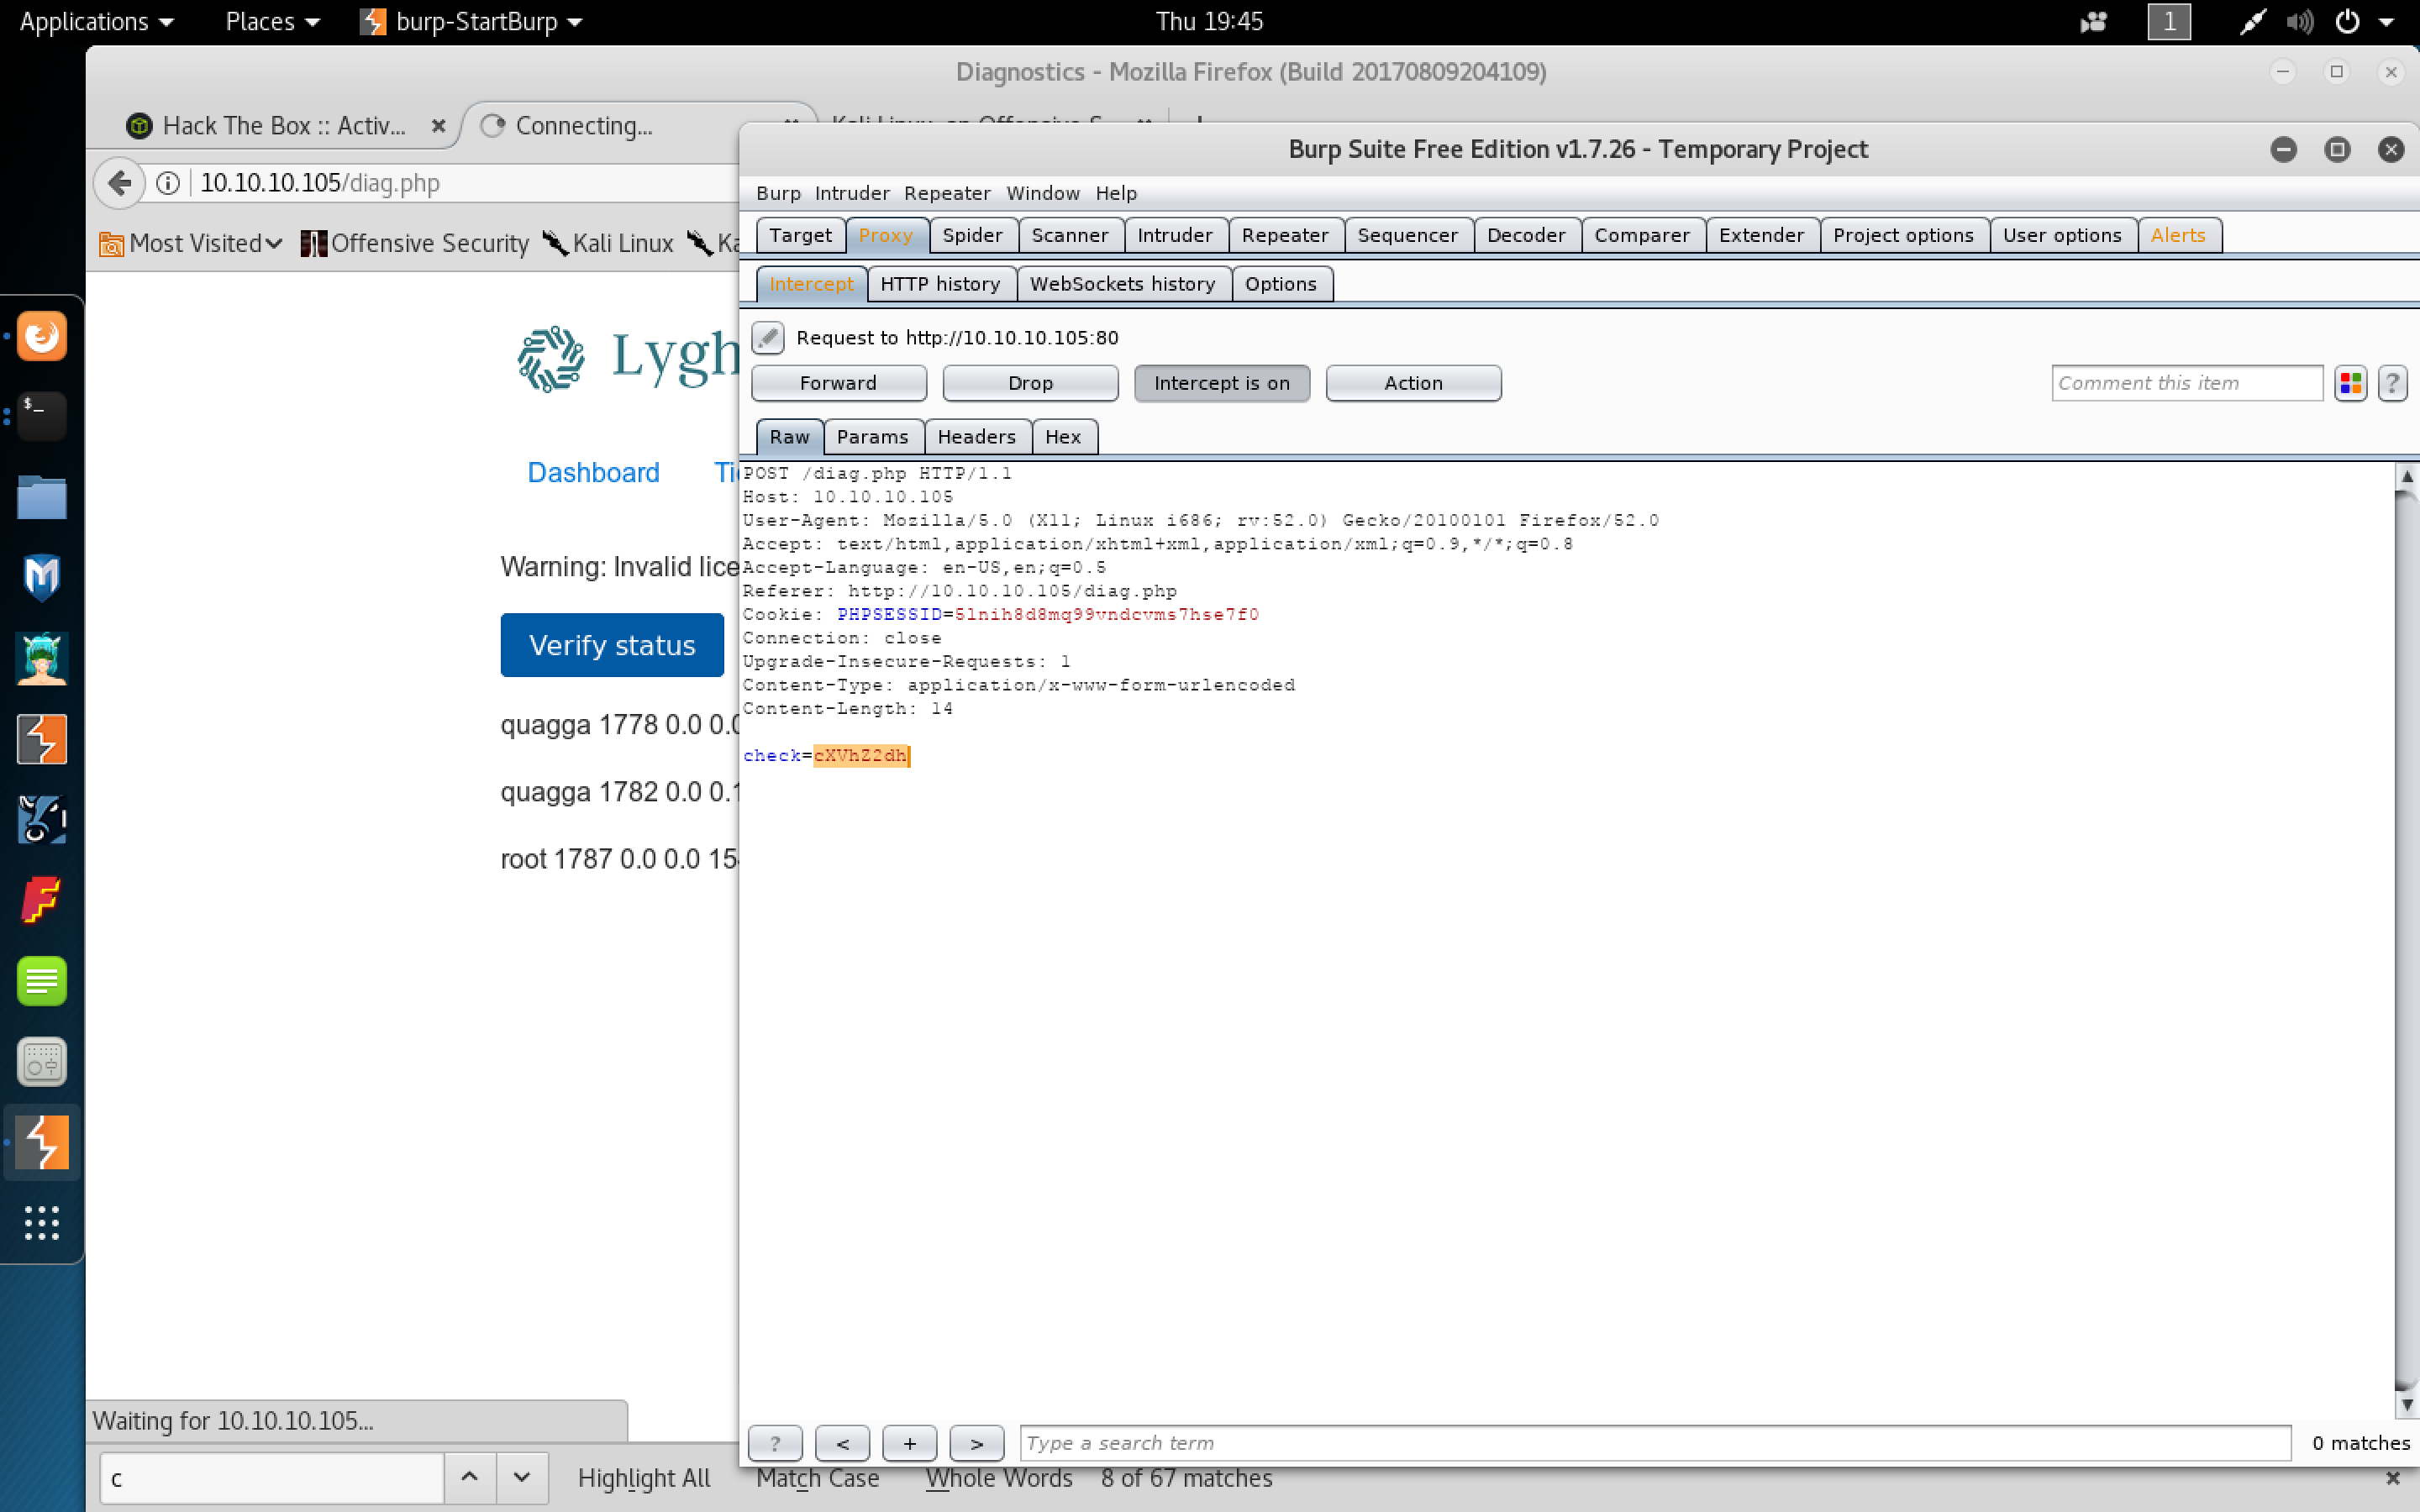 Applications Places burp-StartBurp Thu 19:45 1
Diagnostics - Mozilla Firefox (Build 20170809204109)
Hack The Box :: Activ... Connecting...
10.10.10.105/diag.php
Most Visited Offensive Security Kali Linux Ka
Lygh
Dashboard Tic
Warning: Invalid lice
Verify status
quagga 1778 0.0 0.0
quagga 1782 0.0 0.1
root 1787 0.0 0.0 15
Waiting for 10.10.10.105...
c Highlight All Match Case Whole Words 8 of 67 matches
Burp Suite Free Edition v1.7.26 - Temporary Project
Burp Intruder Repeater Window Help
Target Proxy Spider Scanner Intruder Repeater Sequencer Decoder Comparer Extender Project options User options Alerts
Intercept HTTP history WebSockets history Options
Request to http://10.10.10.105:80
Forward Drop Intercept is on Action Comment this item ?
Raw Params Headers Hex
POST /diag.php HTTP/1.1
Host: 10.10.10.105
User-Agent: Mozilla/5.0 (X11; Linux i686; rv:52.0) Gecko/20100101 Firefox/52.0
Accept: text/html,application/xhtml+xml,application/xml;q=0.9,*/*;q=0.8
Accept-Language: en-US,en;q=0.5
Referer: http://10.10.10.105/diag.php
Cookie: PHPSESSID=5lnih8d8mq99vndcvms7hse7f0
Connection: close
Upgrade-Insecure-Requests: 1
Content-Type: application/x-www-form-urlencoded
Content-Length: 14
check=cXVhZ2dh
? < + > Type a search term 0 matches